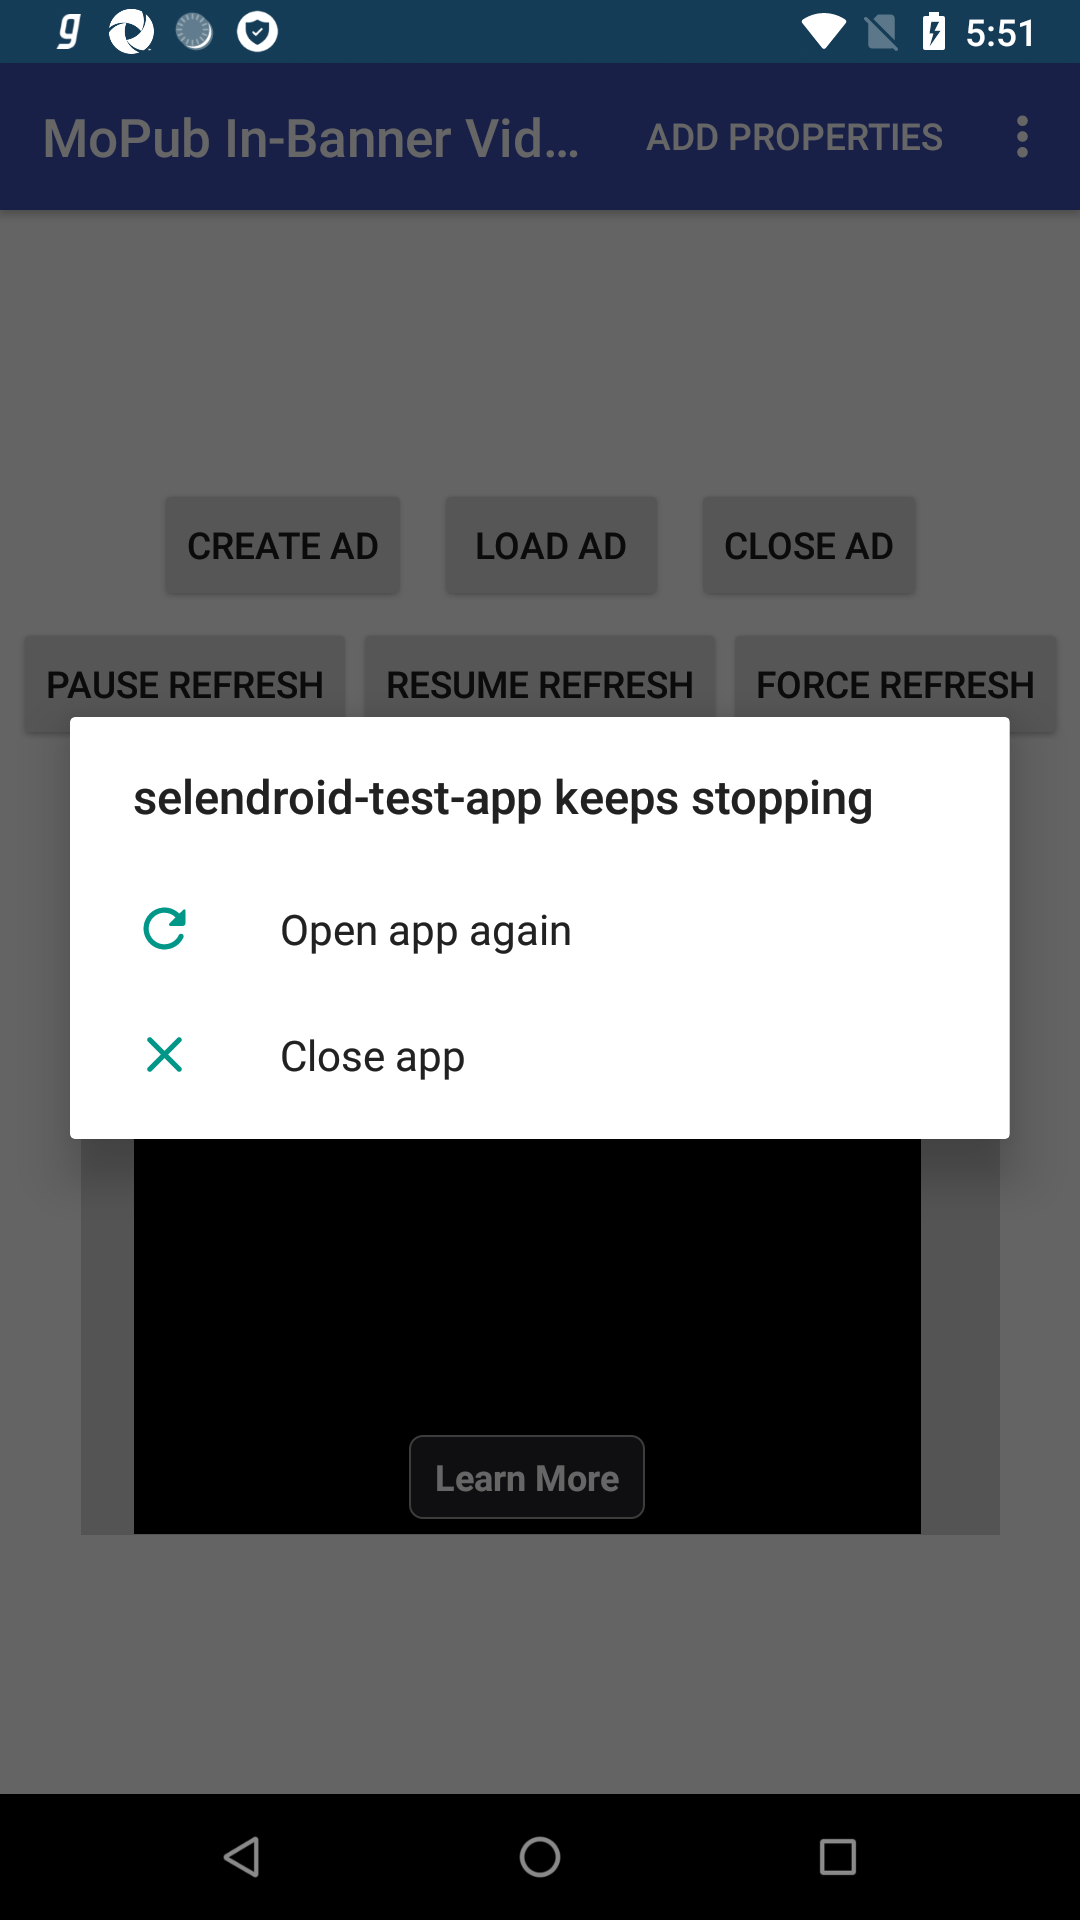 g 5:51
MoPub In-Banner Vid... ADD PROPERTIES
CREATE AD LOAD AD CLOSE AD
PAUSE REFRESH RESUME REFRESH FORCE REFRESH
selendroid-test-app keeps stopping
Open app again
Close app
Learn More